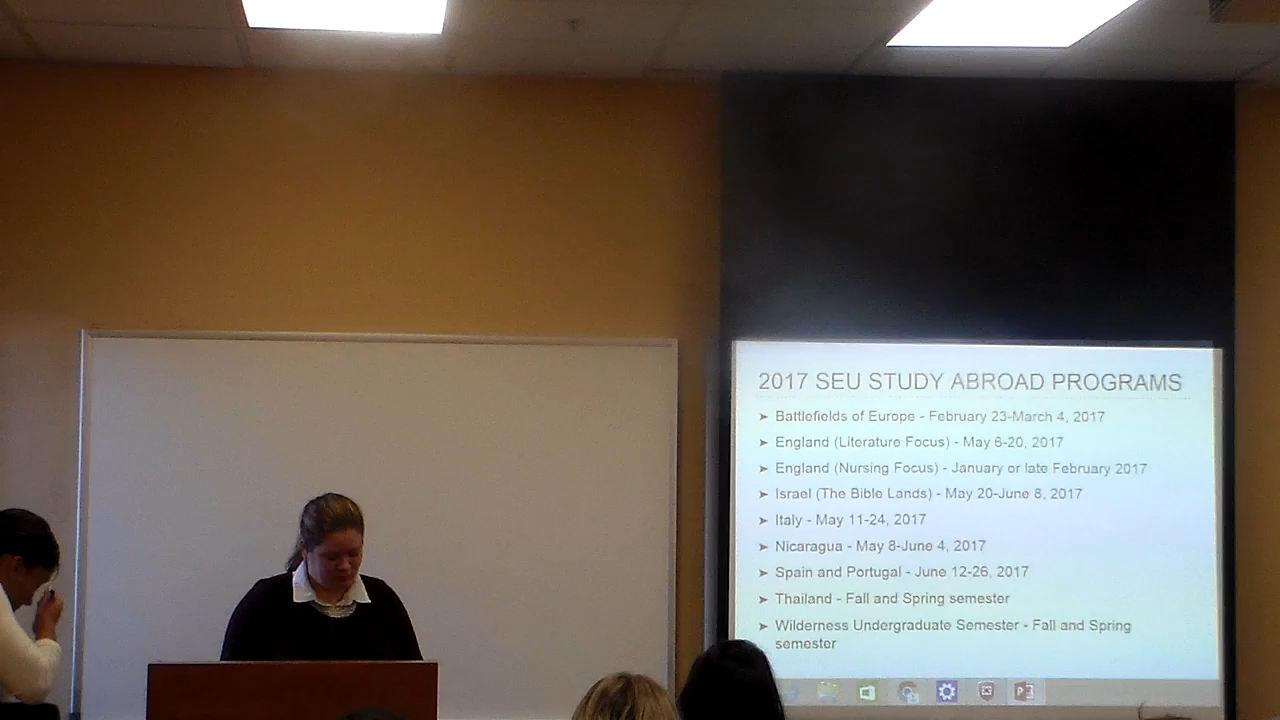 2017 SEU STUDY ABROAD PROGRAMS
➤ Battlefields of Europe - February 23-March 4, 2017
➤ England (Literature Focus) - May 6-20, 2017
➤ England (Nursing Focus) - January or late February 2017
➤ Israel (The Bible Lands) - May 20-June 8, 2017
➤ Italy - May 11-24, 2017
➤ Nicaragua - May 8-June 4, 2017
➤ Spain and Portugal - June 12-26, 2017
➤ Thailand - Fall and Spring semester
➤ Wilderness Undergraduate Semester - Fall and Spring
semester